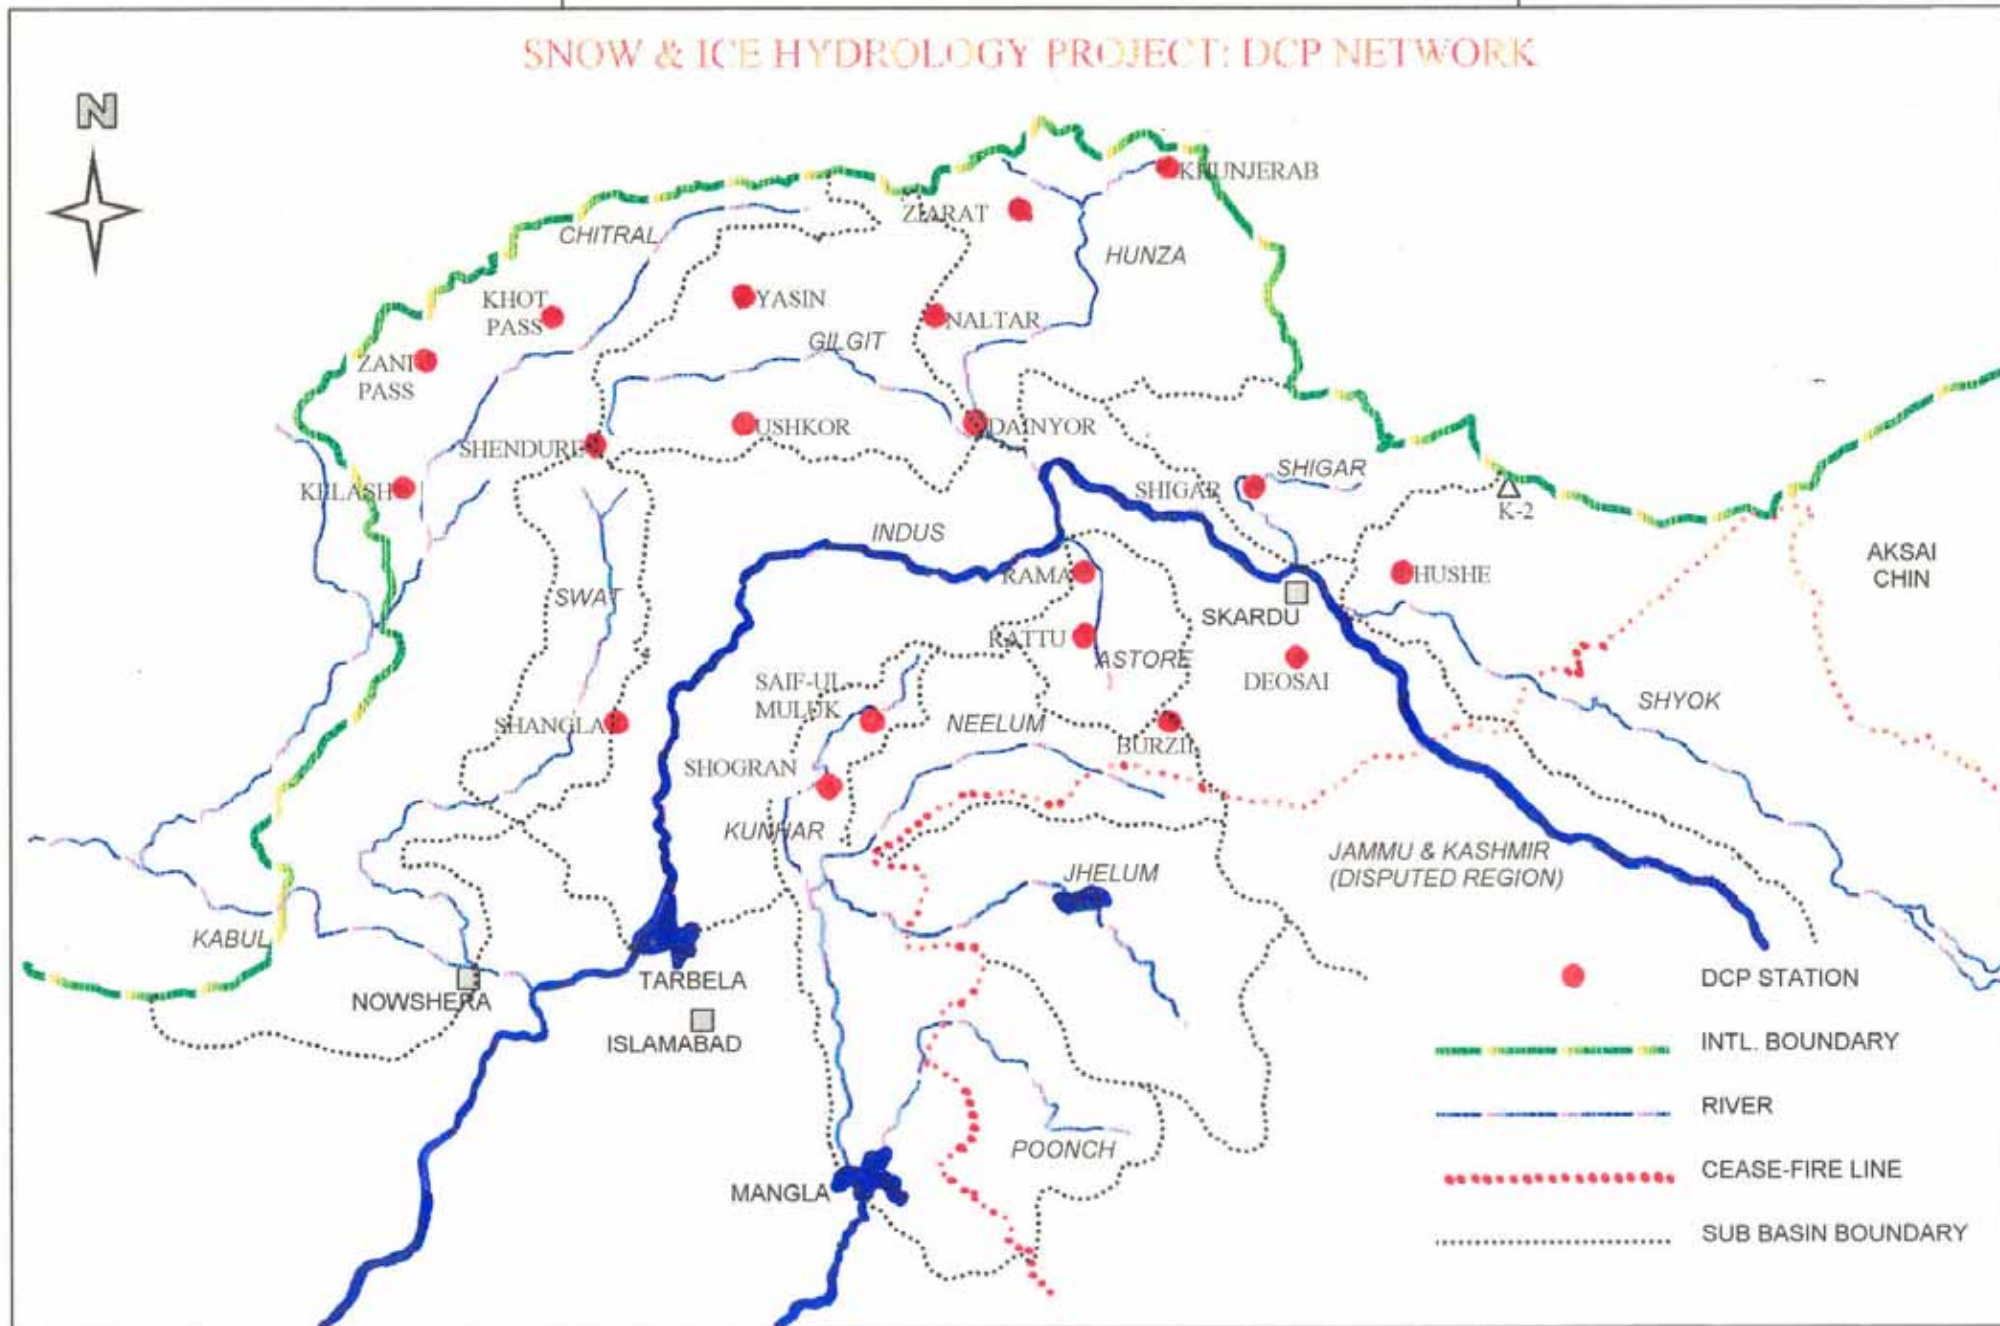 SNOW & ICE HYDROLOGY PROJECT: DCP NETWORK
N
KHUNJERAB
ZIARAT
CHITRAL
HUNZA
KHOT
PASS
YASIN
NALTAR
GILGIT
ZANI
PASS
USHKOR
DAINYOR
SHENDURE
SHIGAR
SHIGAR
KELASH
K-2
INDUS
AKSAI
CHIN
RAMA
HUSHE
SWAT
SKARDU
RATTU
ASTORE
DEOSAI
SAIF-UL
MULUK
SHYOK
SHANGLA
NEELUM
BURZIL
SHOGRAN
KUNHAR
JAMMU & KASHMIR
(DISPUTED REGION)
JHELUM
KABUL
TARBELA
NOWSHERA
ISLAMABAD
DCP STATION
INTL. BOUNDARY
RIVER
POONCH
CEASE-FIRE LINE
MANGLA
SUB BASIN BOUNDARY